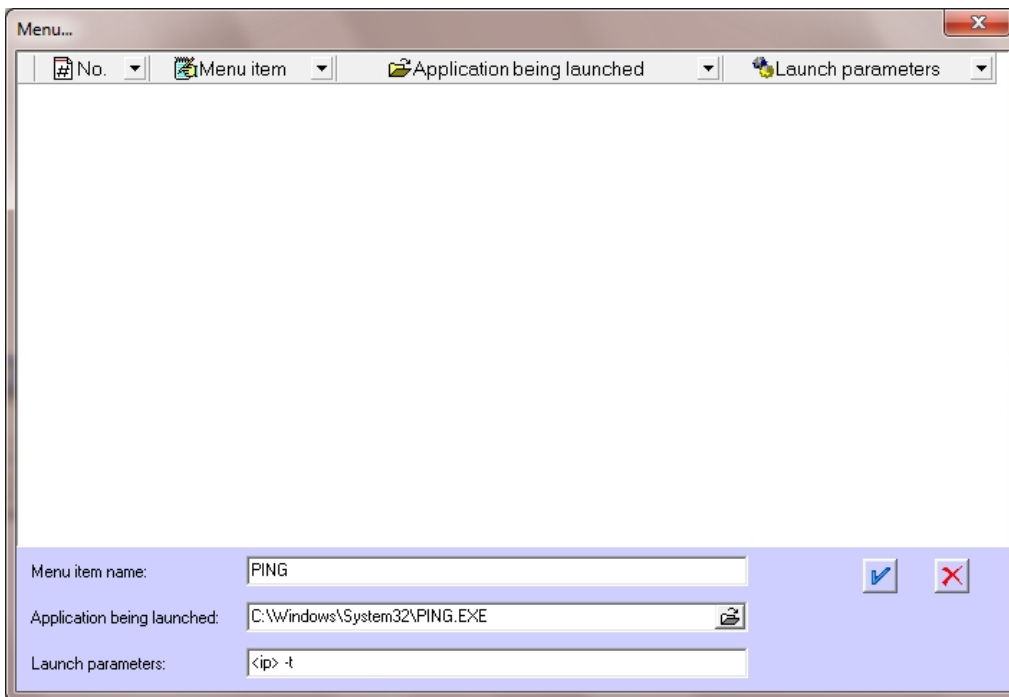 Menu...
No. Menu item Application being launched Launch parameters
Menu item name: PING
Application being launched: C:\Windows\System32\PING.EXE
Launch parameters: <ip> -t